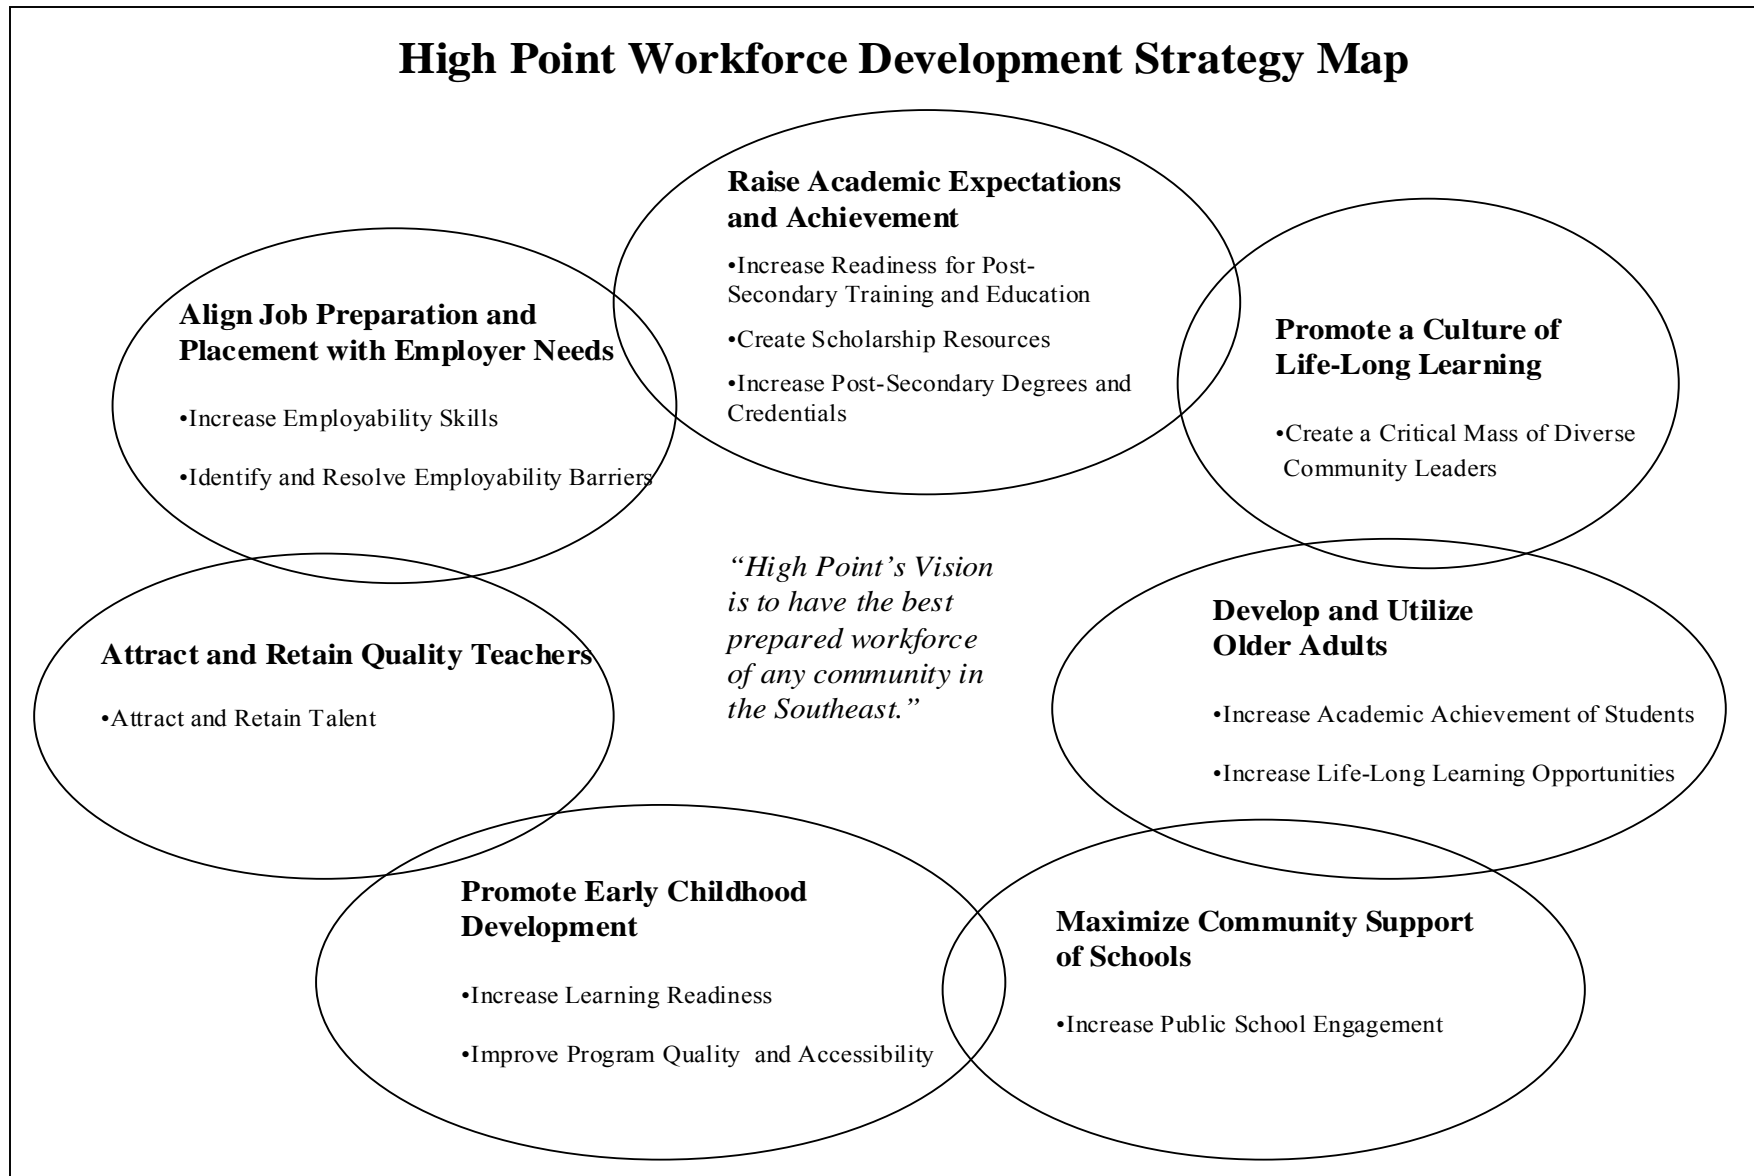 High Point Workforce Development Strategy Map
Raise Academic Expectations
and Achievement
•Increase Readiness for Post-
Secondary Training and Education
•Create Scholarship Resources
•Increase Post-Secondary Degrees and
Credentials
Align Job Preparation and
Placement with Employer Needs
•Increase Employability Skills
•Identify and Resolve Employability Barriers
Promote a Culture of
Life-Long Learning
•Create a Critical Mass of Diverse
Community Leaders
“High Point’s Vision
is to have the best
prepared workforce
of any community in
the Southeast.”
Attract and Retain Quality Teachers
•Attract and Retain Talent
Develop and Utilize
Older Adults
•Increase Academic Achievement of Students
•Increase Life-Long Learning Opportunities
Promote Early Childhood
Development
•Increase Learning Readiness
•Improve Program Quality  and Accessibility
Maximize Community Support
of Schools
•Increase Public School Engagement